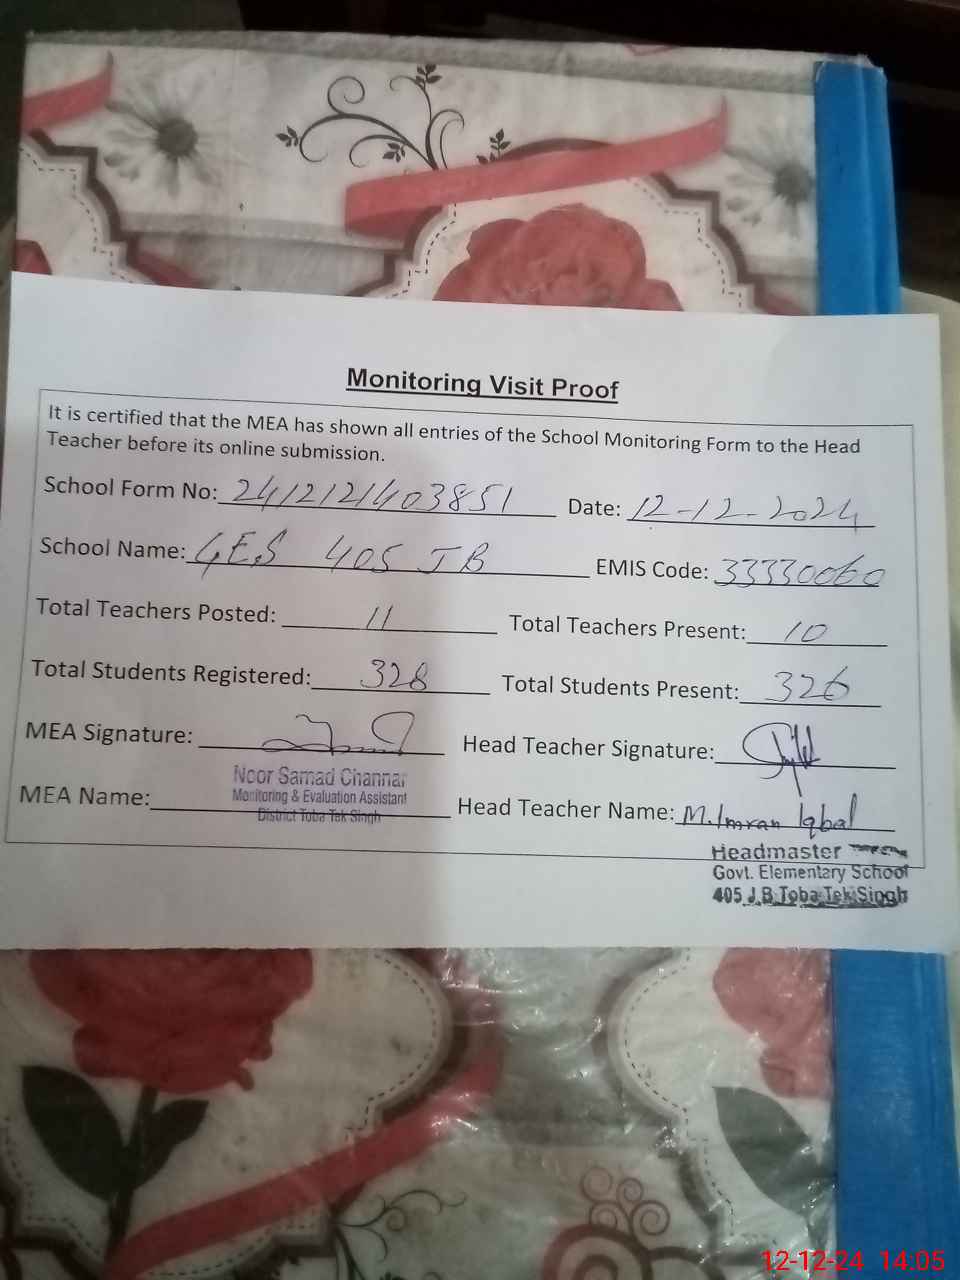 Monitoring Visit Proof
It is certified that the MEA has shown all entries of the School Monitoring Form to the Head
Teacher before its online submission.
School Form No: 2412121403851 Date: 12-12-2024
School Name: GES 405 JB EMIS Code: 33330060
Total Teachers Posted: 11 Total Teachers Present: 10
Total Students Registered: 328 Total Students Present: 326
MEA Signature: Head Teacher Signature:
Noor Samad Channar
Monitoring & Evaluation Assistant
District Toba Tek Singh
MEA Name: Head Teacher Name: M. Imran Iqbal
Headmaster
Govt. Elementary School
405 J.B Toba Tek Singh
12-12-24 14:05